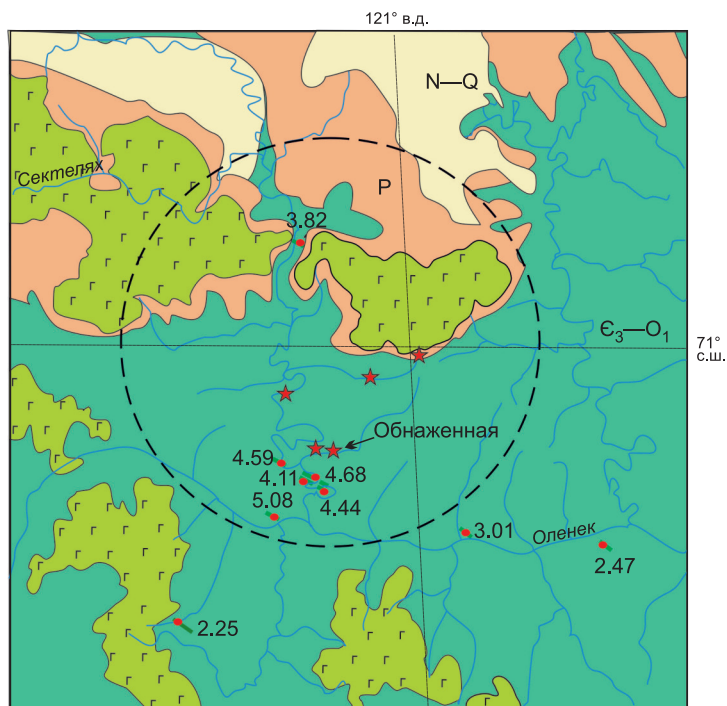 121° в.д.
N—Q
Сектелях
P
3.82
Є₃—O₁
71°
с.ш.
Обнаженная
4.59
4.68
4.11
4.44
5.08
3.01
Оленек
2.47
2.25